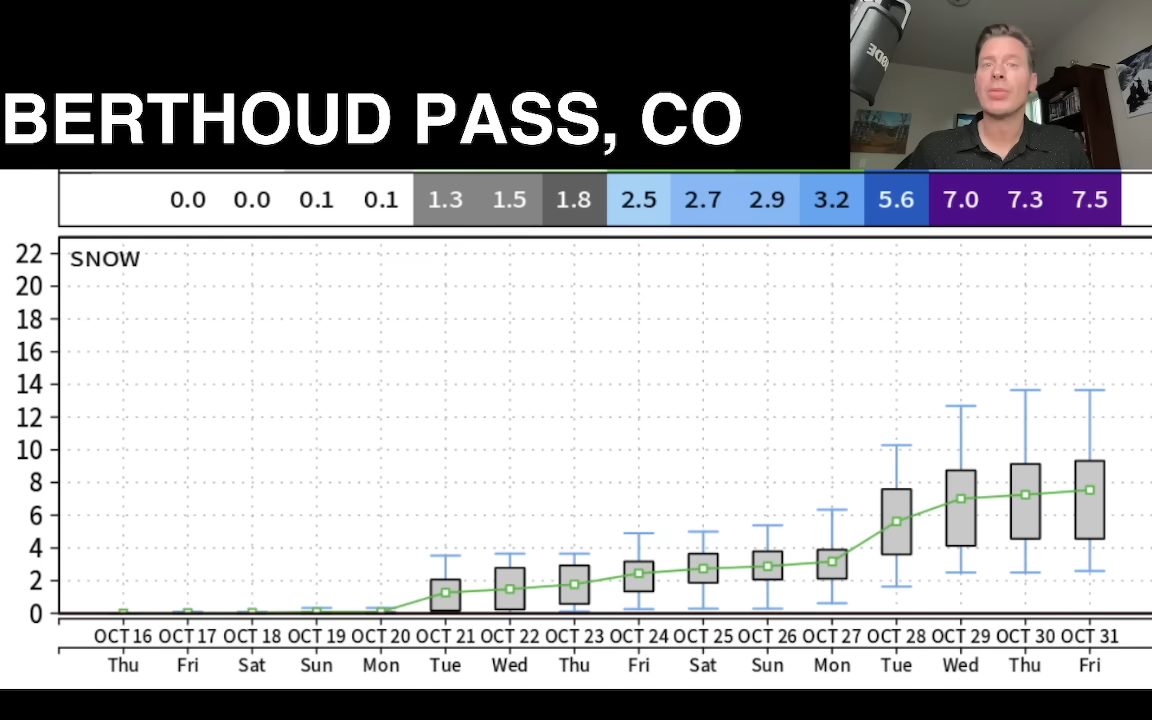 BERTHOUD PASS, CO
RØDE
0.0 0.0 0.1 0.1 1.3 1.5 1.8 2.5 2.7 2.9 3.2 5.6 7.0 7.3 7.5
SNOW
22
20
18
16
14
12
10
8
6
4
2
0
OCT 16 OCT 17 OCT 18 OCT 19 OCT 20 OCT 21 OCT 22 OCT 23 OCT 24 OCT 25 OCT 26 OCT 27 OCT 28 OCT 29 OCT 30 OCT 31
Thu Fri Sat Sun Mon Tue Wed Thu Fri Sat Sun Mon Tue Wed Thu Fri